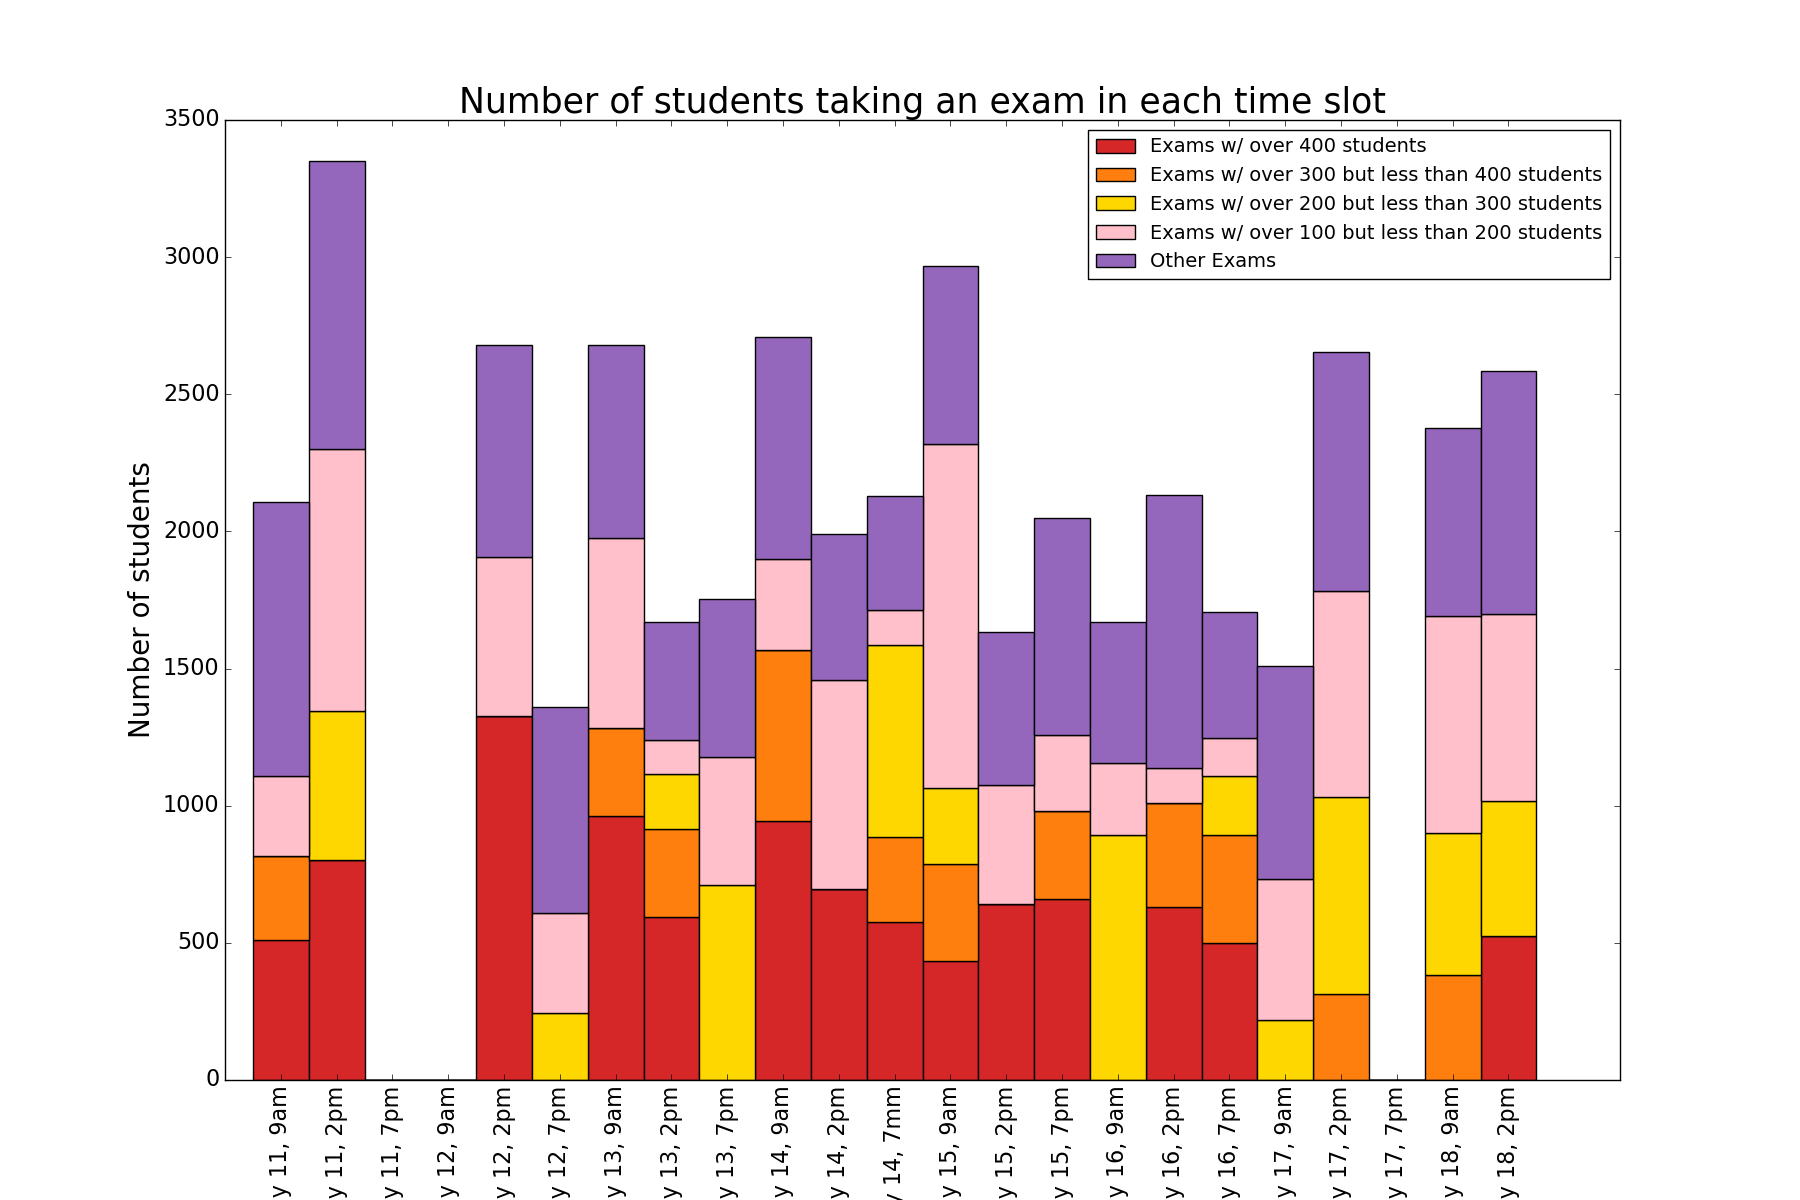 Number of students taking an exam in each time slot
3500
3000
2500
2000
1500
1000
500
0
Number of students
Exams w/ over 400 students
Exams w/ over 300 but less than 400 students
Exams w/ over 200 but less than 300 students
Exams w/ over 100 but less than 200 students
Other Exams
y 11, 9am
y 11, 2pm
y 11, 7pm
y 12, 9am
y 12, 2pm
y 12, 7pm
y 13, 9am
y 13, 2pm
y 13, 7pm
y 14, 9am
y 14, 2pm
y 14, 7mm
y 15, 9am
y 15, 2pm
y 15, 7pm
y 16, 9am
y 16, 2pm
y 16, 7pm
y 17, 9am
y 17, 2pm
y 17, 7pm
y 18, 9am
y 18, 2pm